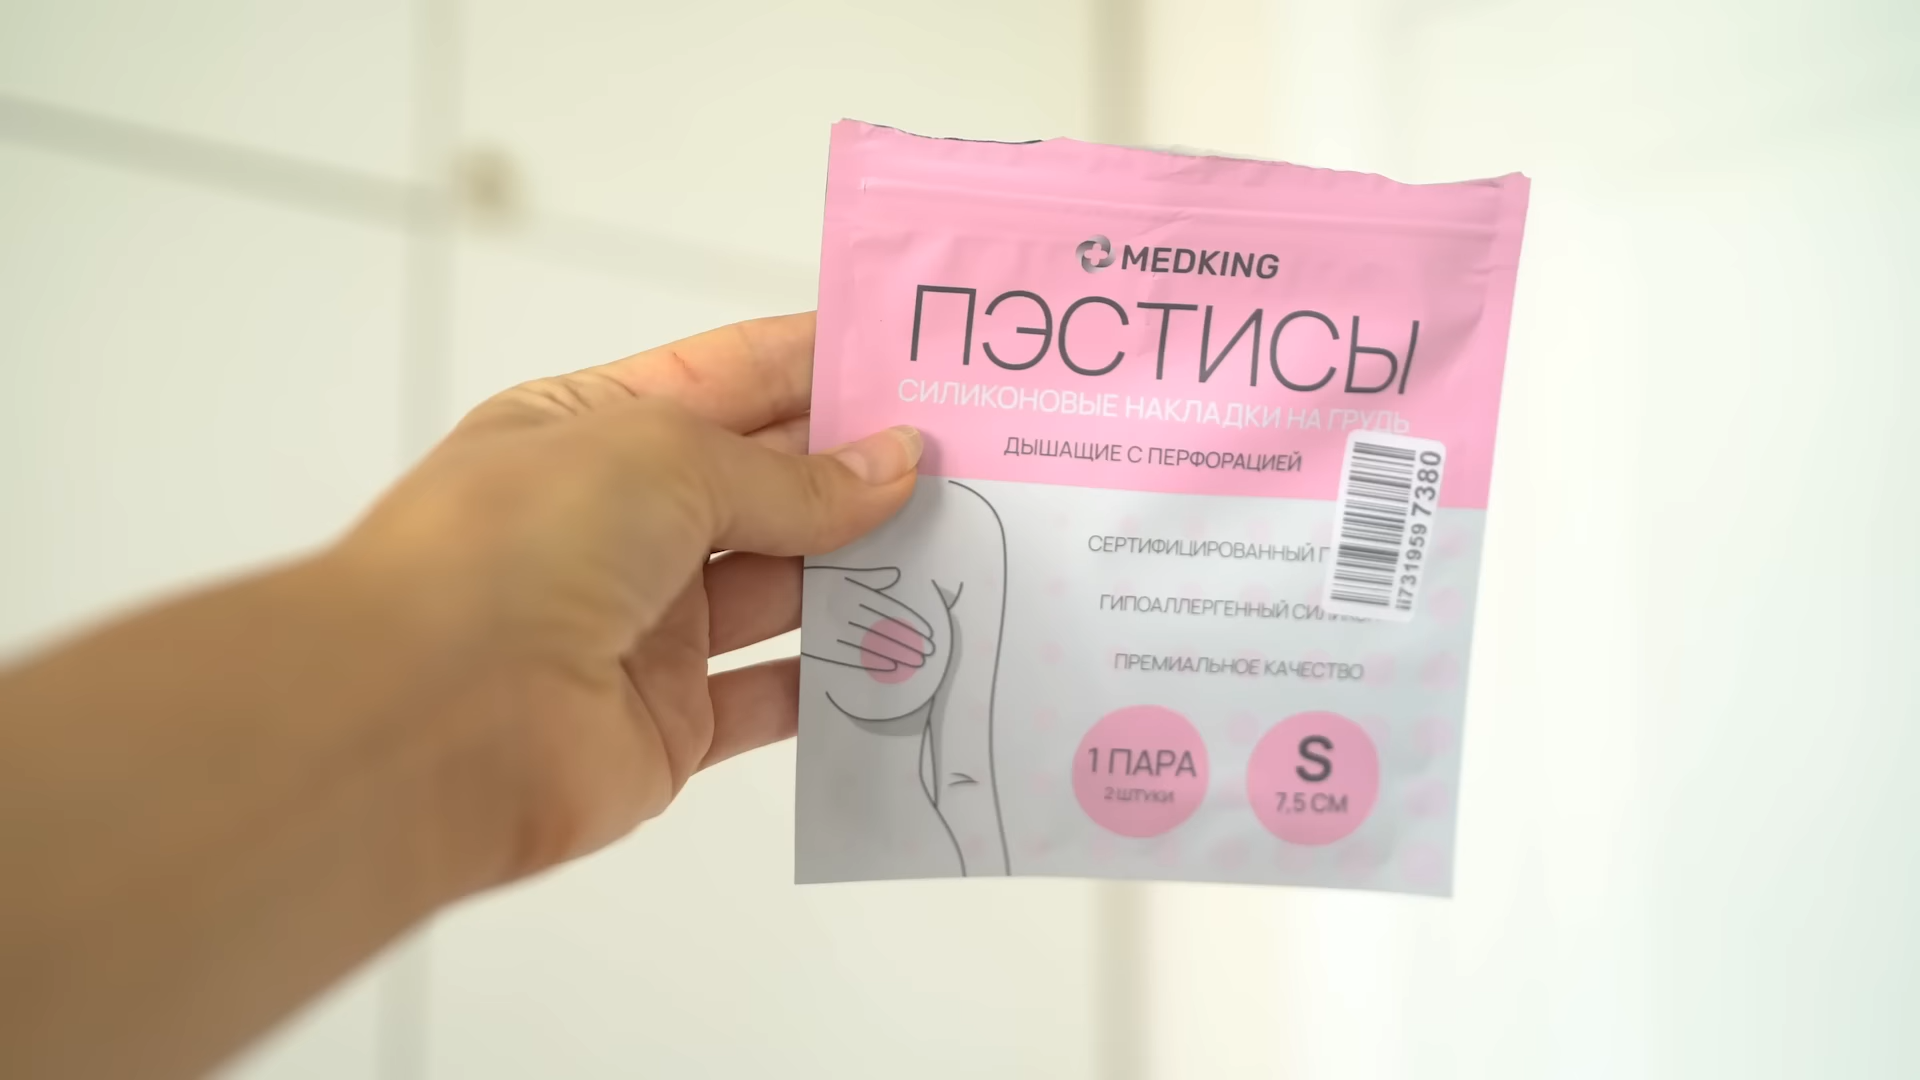 MEDKING
ПЭСТИСЫ
СИЛИКОНОВЫЕ НАКЛАДКИ НА ГРУДЬ
ДЫШАЩИЕ С ПЕРФОРАЦИЕЙ
СЕРТИФИЦИРОВАННЫЙ
ГИПОАЛЛЕРГЕННЫЙ
ПРЕМИАЛЬНОЕ КАЧЕСТВО
1 ПАРА
2 ШТУКИ
S
7,5 СМ